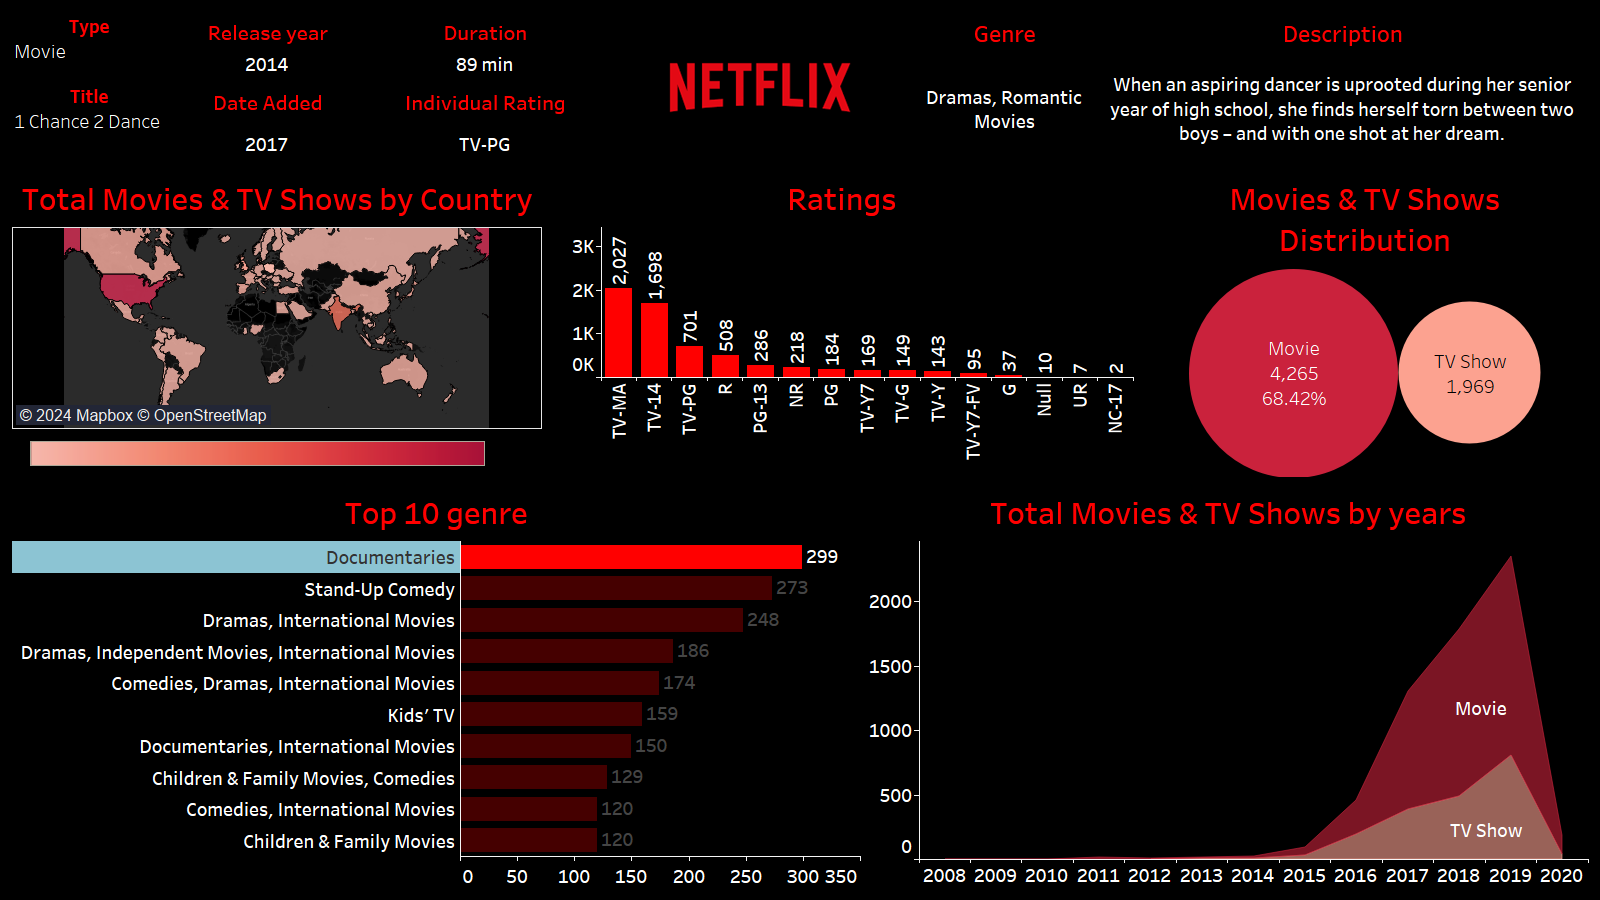 Type
Movie
Title
1 Chance 2 Dance
Release year
2014
Date Added
2017
Duration
89 min
Individual Rating
TV-PG
NETFLIX
Genre
Dramas, Romantic
Movies
Description
When an aspiring dancer is uprooted during her senior
year of high school, she finds herself torn between two
boys – and with one shot at her dream.
Total Movies & TV Shows by Country
© 2024 Mapbox © OpenStreetMap
Ratings
3K
2K
1K
0K
2,027
1,698
701
508
286
218
184
169
149
143
95
37
10
7
2
TV-MA
TV-14
TV-PG
R
PG-13
NR
PG
TV-Y7
TV-G
TV-Y
TV-Y7-FV
G
Null
UR
NC-17
Movies & TV Shows
Distribution
Movie
4,265
68.42%
TV Show
1,969
Top 10 genre
Documentaries 299
Stand-Up Comedy 273
Dramas, International Movies 248
Dramas, Independent Movies, International Movies 186
Comedies, Dramas, International Movies 174
Kids' TV 159
Documentaries, International Movies 150
Children & Family Movies, Comedies 129
Comedies, International Movies 120
Children & Family Movies 120
0 50 100 150 200 250 300 350
Total Movies & TV Shows by years
2000
1500
1000
500
0
Movie
TV Show
2008 2009 2010 2011 2012 2013 2014 2015 2016 2017 2018 2019 2020